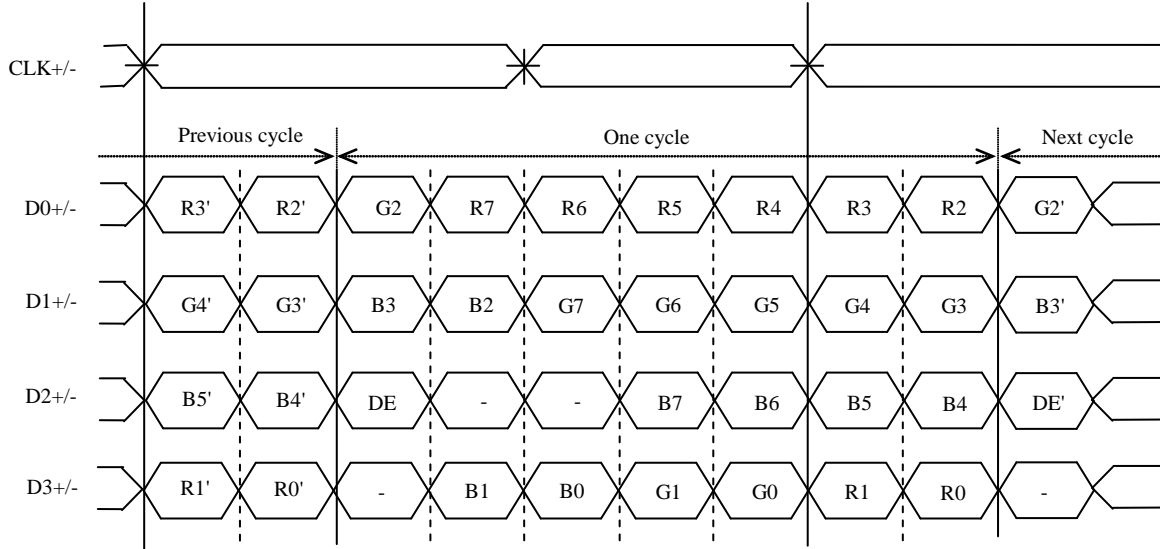 CLK+/-
Previous cycle One cycle Next cycle
D0+/- R3' R2' G2 R7 R6 R5 R4 R3 R2 G2'
D1+/- G4' G3' B3 B2 G7 G6 G5 G4 G3 B3'
D2+/- B5' B4' DE - - B7 B6 B5 B4 DE'
D3+/- R1' R0' - B1 B0 G1 G0 R1 R0 -